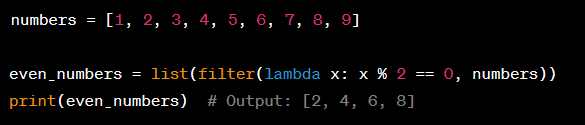 numbers = [1, 2, 3, 4, 5, 6, 7, 8, 9]
even_numbers = list(filter(lambda x: x % 2 == 0, numbers))
print(even_numbers)  # Output: [2, 4, 6, 8]